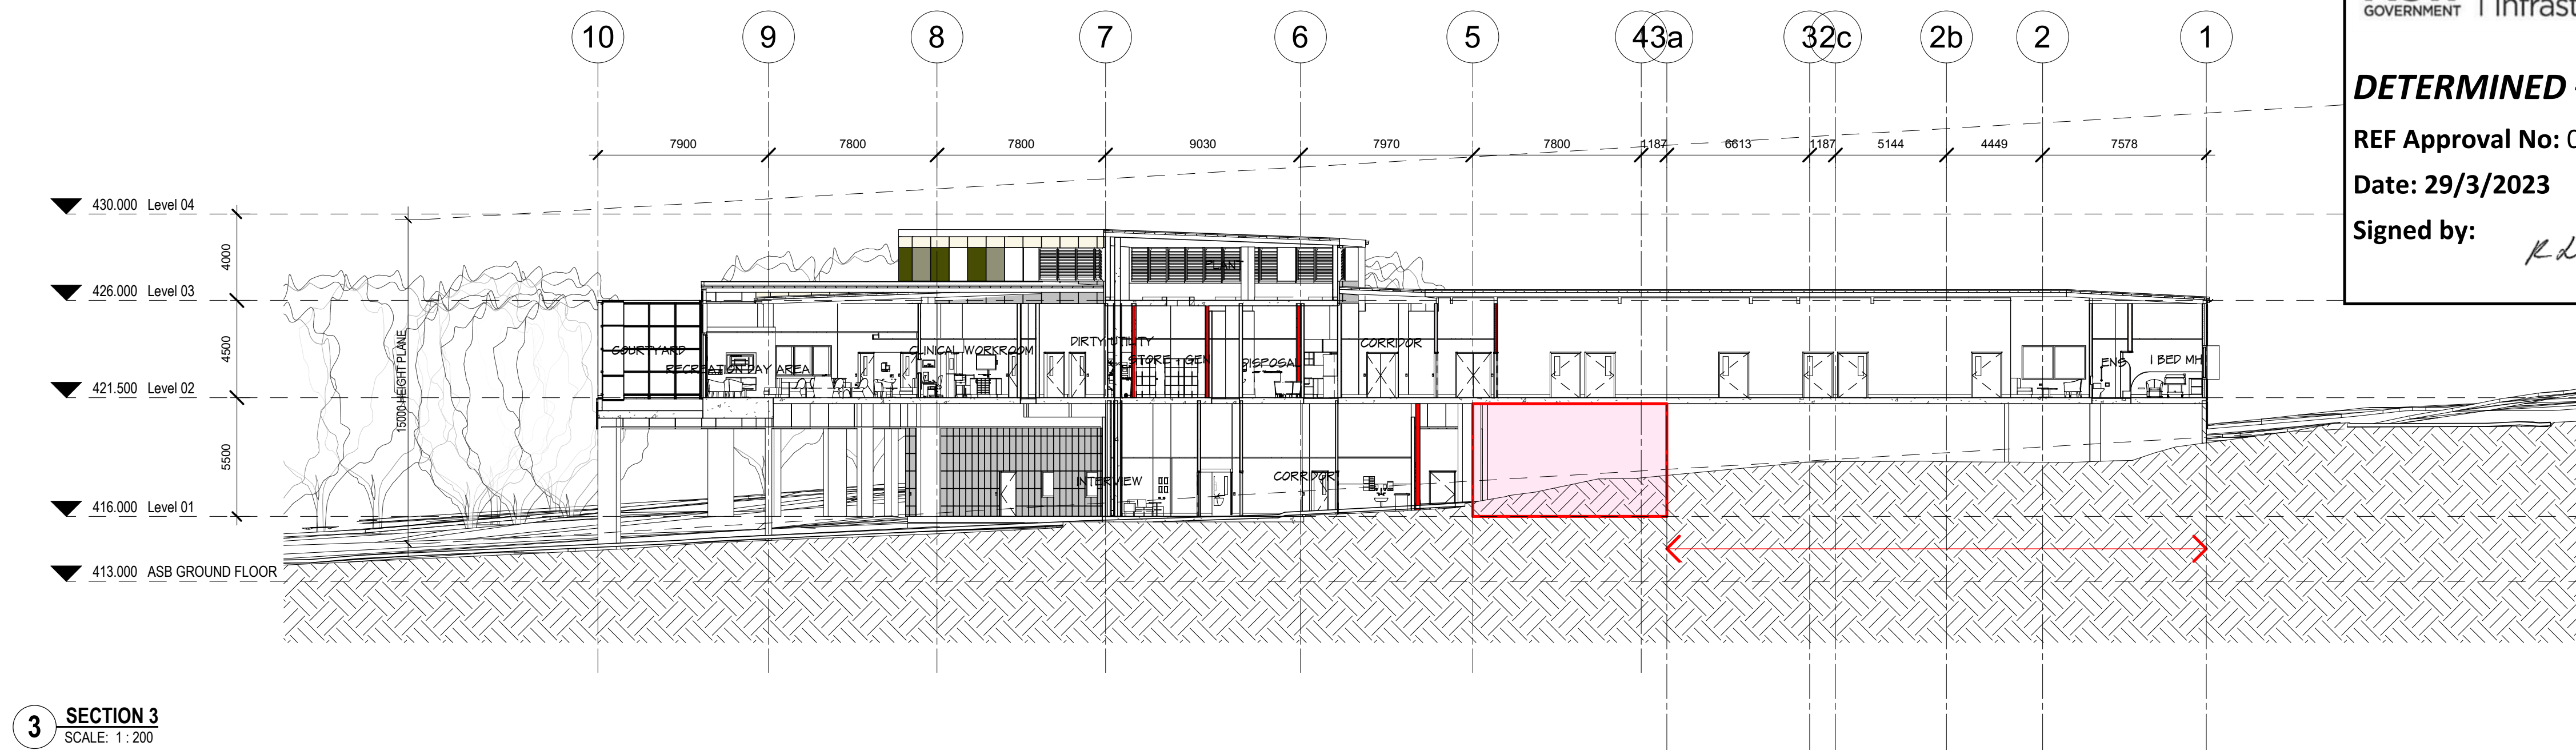 GOVERNMENT
10 9 8 7 6 5 4 3a 3 2c 2b 2 1
DETERMINED
REF Approval No:
Date: 29/3/2023
Signed by:
7900 7800 7800 9030 7970 7800 1187 6613 1187 5144 4449 7578
430.000 Level 04
4000
426.000 Level 03
4500
421.500 Level 02
5500
416.000 Level 01
413.000 ASB GROUND FLOOR
15000 HEIGHT PLANE
PLANT
COURTYARD
RECREATION/DAY AREA
CLINICAL WORKROOM
DIRTY UTILITY
STORE - GEN
DISPOSAL
CORRIDOR
ENS
1 BED MH
INTERVIEW
CORRIDOR
3 SECTION 3
SCALE: 1 : 200